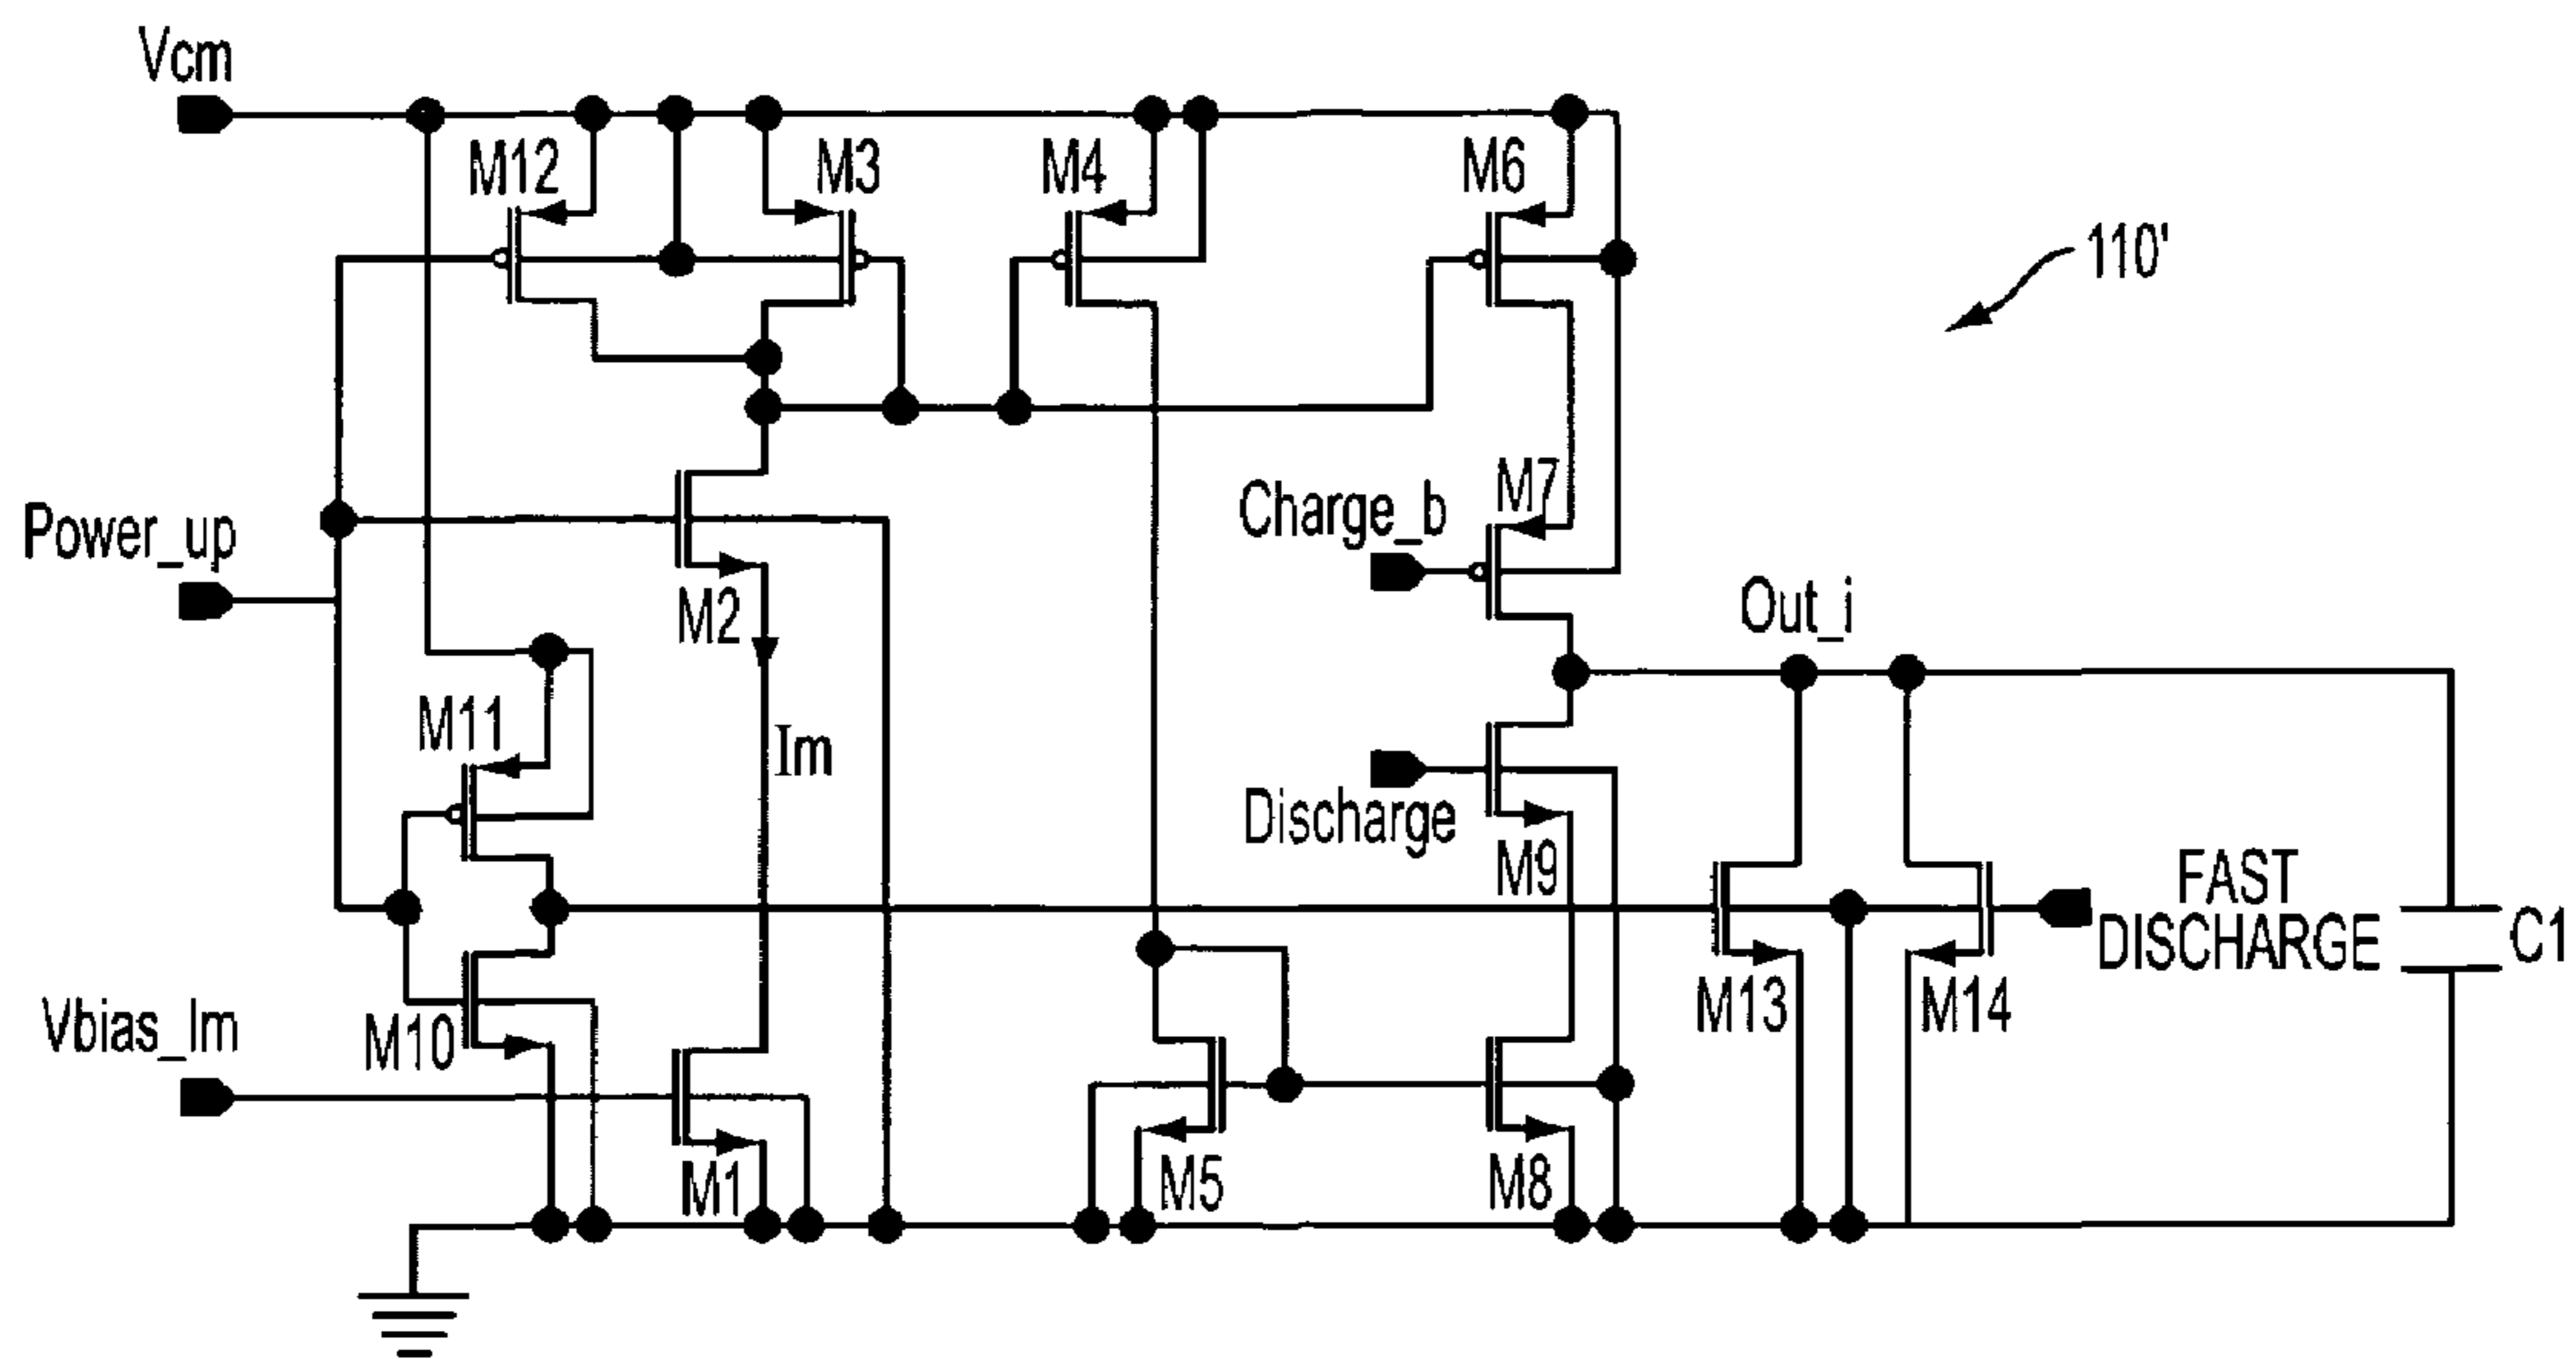 Vcm
M12
M3
M4
M6
110'
Power_up
M2
Charge_b
M7
Out_i
M11
Im
Discharge
M9
FAST
DISCHARGE
C1
Vbias_Im
M10
M13
M14
M1
M5
M8